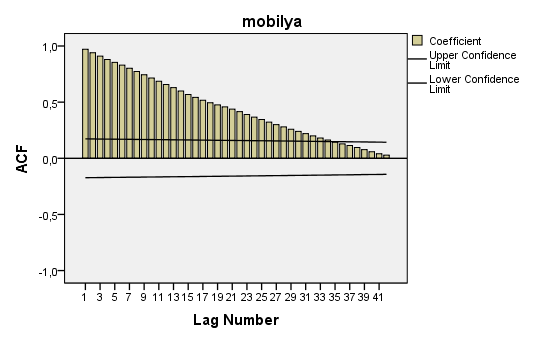 mobilya
1,0
0,5
0,0
-0,5
-1,0
ACF
1 3 5 7 9 11 13 15 17 19 21 23 25 27 29 31 33 35 37 39 41
Lag Number
Coefficient
Upper Confidence
Limit
Lower Confidence
Limit